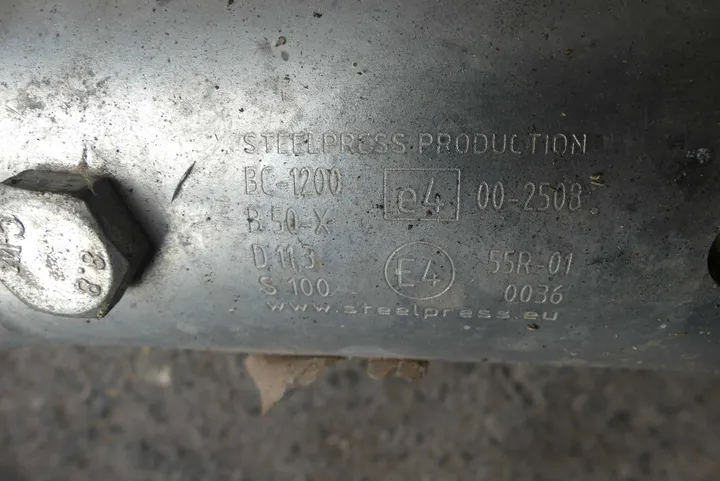 STEELPRESS PRODUCTION
BC-1200 e4 00-2508
B 50-X
D 11,3 E4 55R-01
S 100 0036
www.steelpress.eu
8.8